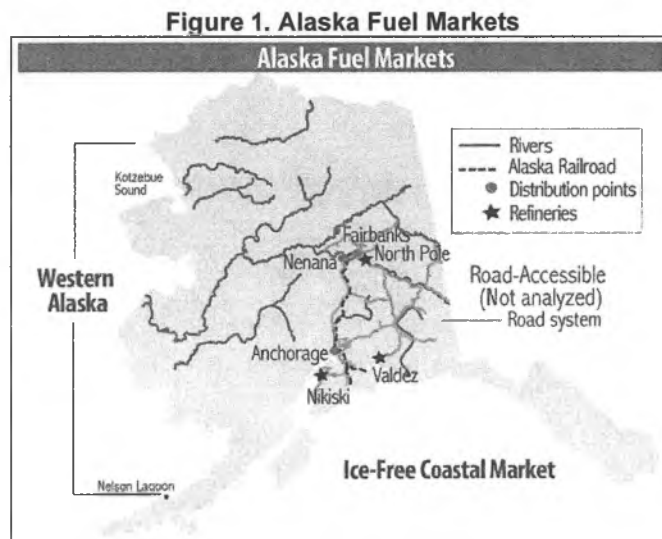 Figure 1. Alaska Fuel Markets
Alaska Fuel Markets
Rivers
Alaska Railroad
Distribution points
Refineries
Kotzebue
Sound
Fairbanks
North Pole
Nenana
Western
Alaska
Road-Accessible
(Not analyzed)
Road system
Anchorage
Valdez
Nikiski
Ice-Free Coastal Market
Nelson Lagoon